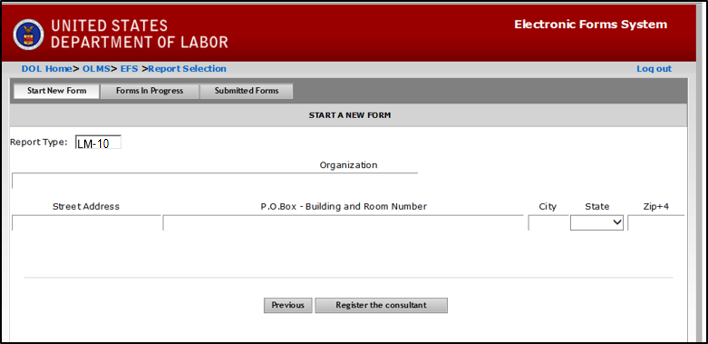 UNITED STATES
DEPARTMENT OF LABOR
Electronic Forms System
DOL Home> OLMS> EFS >Report Selection
Log out
Start New Form Forms In Progress Submitted Forms
START A NEW FORM
Report Type: LM-10
Organization
Street Address P.O.Box - Building and Room Number City State Zip+4
Previous Register the consultant